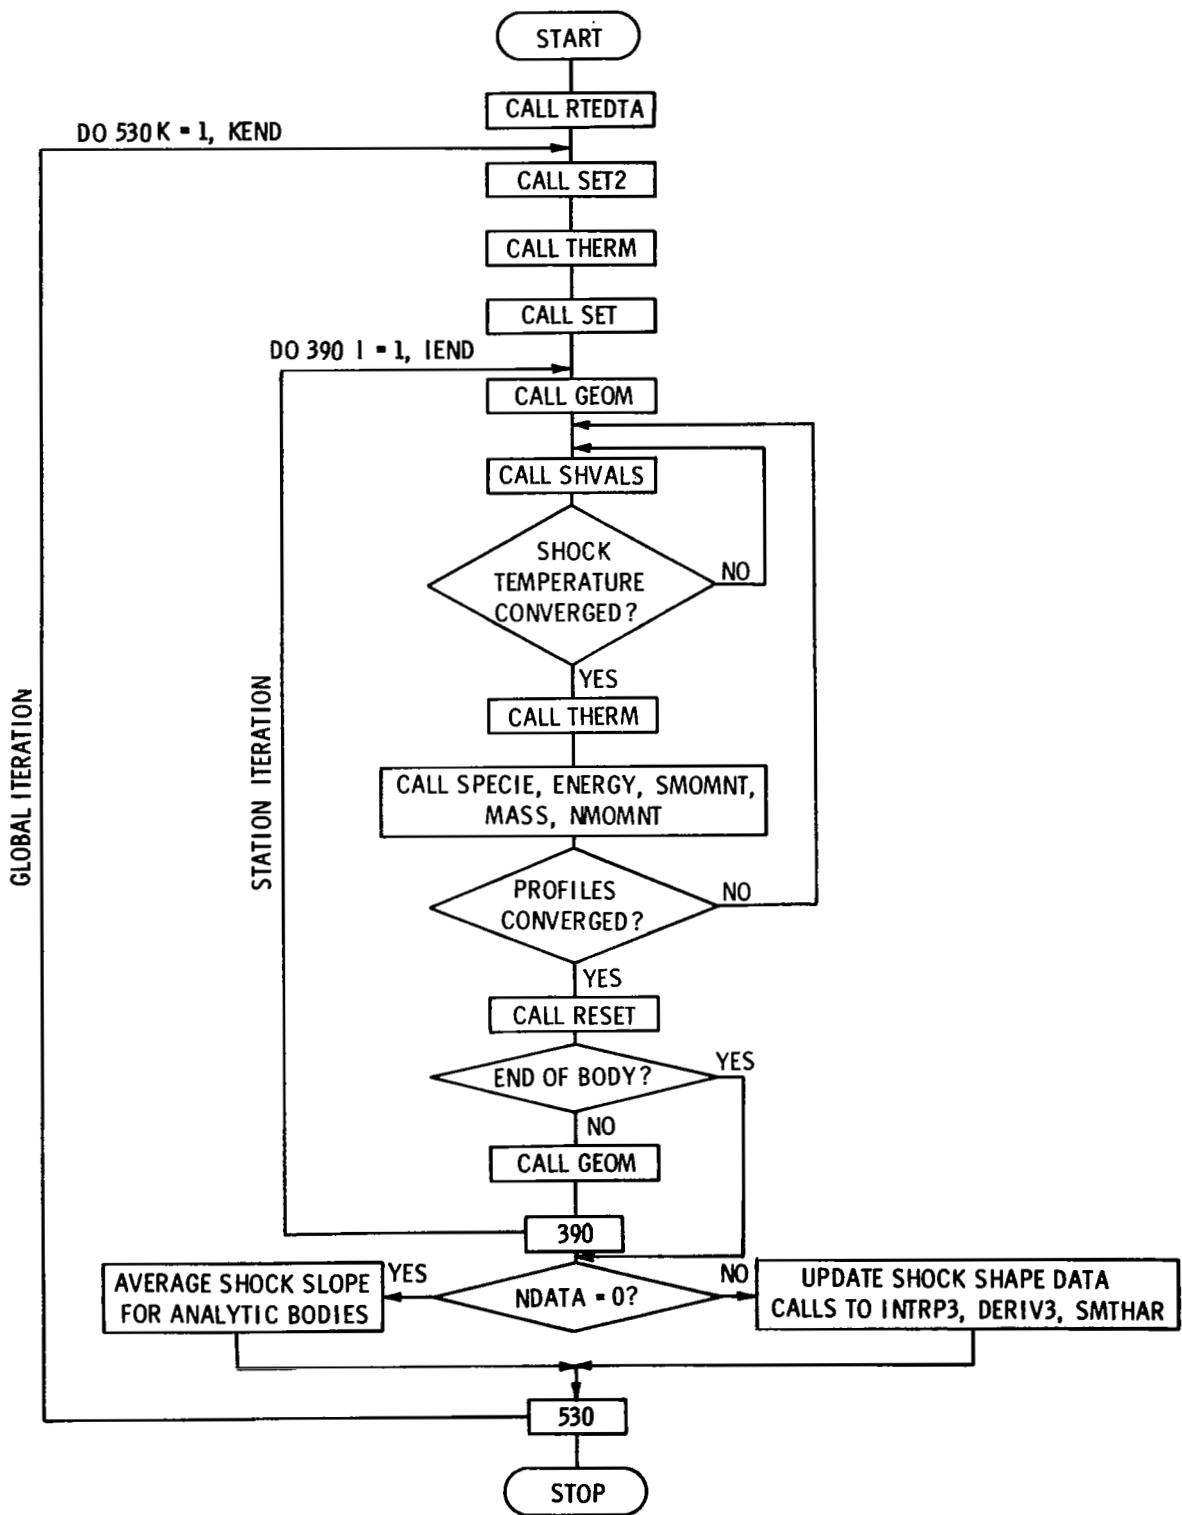 START
CALL RTEDTA
DO 530 K = 1, KEND
CALL SET2
CALL THERM
CALL SET
DO 390 I = 1, IEND
CALL GEOM
CALL SHVALS
SHOCK
TEMPERATURE
CONVERGED?
NO
YES
CALL THERM
CALL SPECIE, ENERGY, SMOMNT,
MASS, NMOMNT
PROFILES
CONVERGED?
NO
YES
CALL RESET
END OF BODY?
YES
NO
CALL GEOM
390
STATION ITERATION
GLOBAL ITERATION
NDATA = 0?
YES
NO
AVERAGE SHOCK SLOPE
FOR ANALYTIC BODIES
UPDATE SHOCK SHAPE DATA
CALLS TO INTRP3, DERIV3, SMTHAR
530
STOP